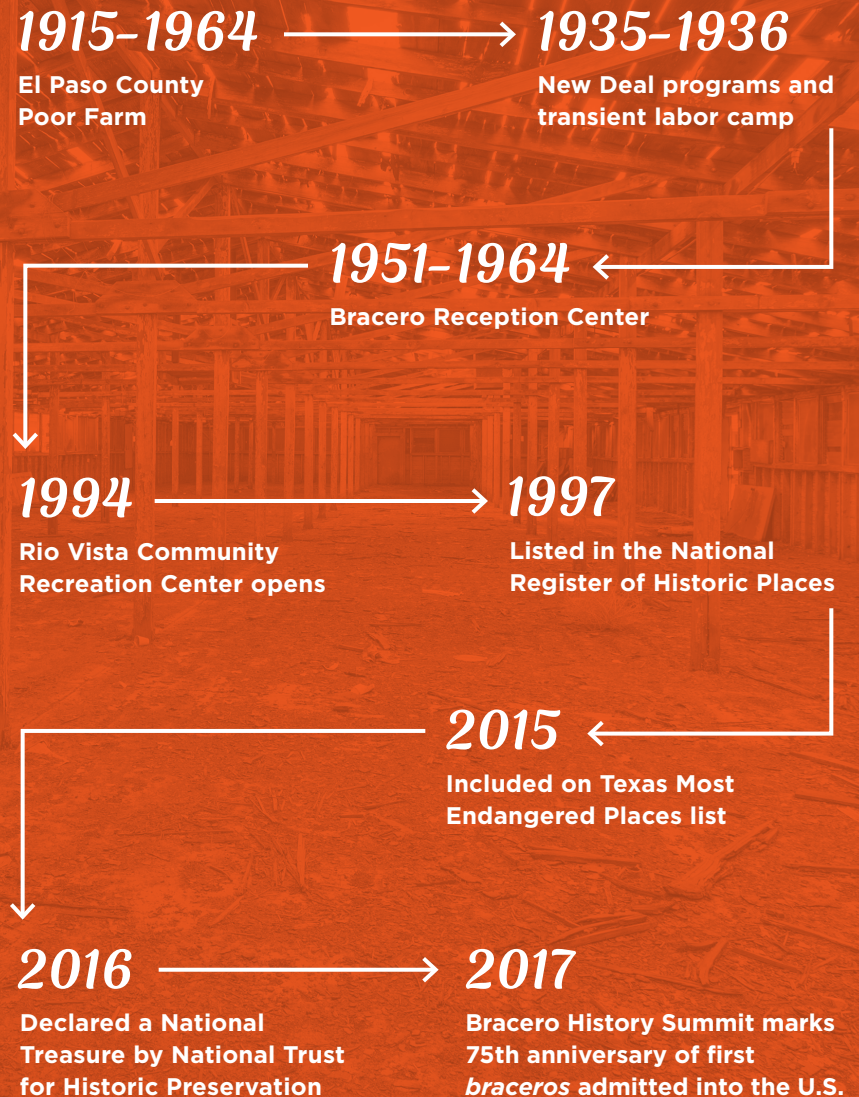 1915–1964
El Paso County
Poor Farm
1935–1936
New Deal programs and
transient labor camp
1951–1964
Bracero Reception Center
1994
Rio Vista Community
Recreation Center opens
1997
Listed in the National
Register of Historic Places
2015
Included on Texas Most
Endangered Places list
2016
Declared a National
Treasure by National Trust
for Historic Preservation
2017
Bracero History Summit marks
75th anniversary of first
braceros admitted into the U.S.